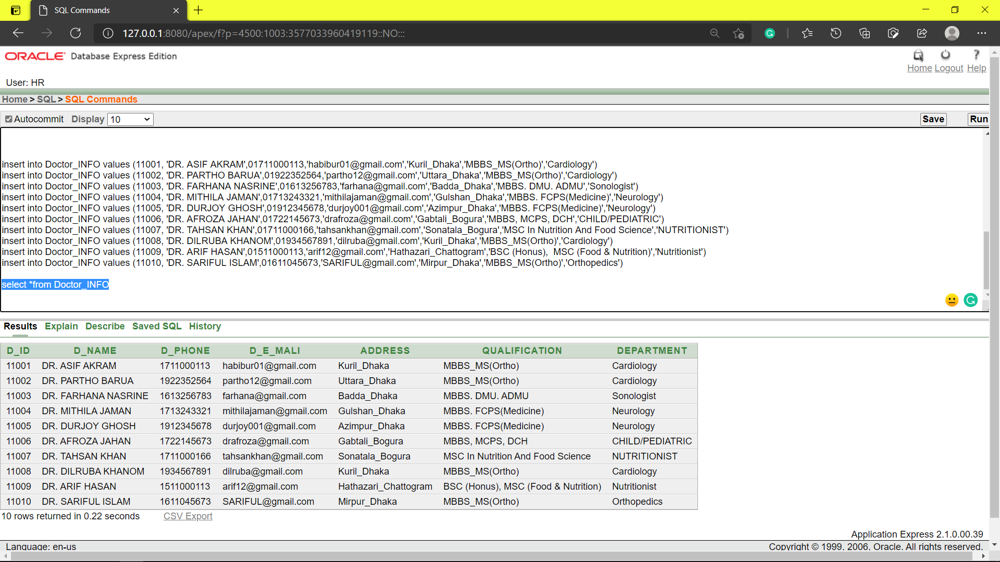 SQL Commands
127.0.0.1:8080/apex/f?p=4500:1003:3577033960419119::NO:::
ORACLE Database Express Edition
Home Logout Help
User: HR
Home > SQL > SQL Commands
Autocommit Display 10 Save Run
insert into Doctor_INFO values (11001, 'DR. ASIF AKRAM',01711000113,'habibur01@gmail.com','Kuril_Dhaka','MBBS_MS(Ortho)','Cardiology')
insert into Doctor_INFO values (11002, 'DR. PARTHO BARUA',01922352564,'partho12@gmail.com','Uttara_Dhaka','MBBS_MS(Ortho)','Cardiology')
insert into Doctor_INFO values (11003, 'DR. FARHANA NASRINE',01613256783,'farhana@gmail.com','Badda_Dhaka','MBBS. DMU. ADMU','Sonologist')
insert into Doctor_INFO values (11004, 'DR. MITHILA JAMAN',01713243321,'mithilajaman@gmail.com','Gulshan_Dhaka','MBBS. FCPS(Medicine)','Neurology')
insert into Doctor_INFO values (11005, 'DR. DURJOY GHOSH',01912345678,'durjoy001@gmail.com','Azimpur_Dhaka','MBBS. FCPS(Medicine)','Neurology')
insert into Doctor_INFO values (11006, 'DR. AFROZA JAHAN',01722145673,'drafroza@gmail.com','Gabtali_Bogura','MBBS, MCPS, DCH','CHILD/PEDIATRIC')
insert into Doctor_INFO values (11007, 'DR. TAHSAN KHAN',01711000166,'tahsankhan@gmail.com','Sonatala_Bogura','MSC In Nutrition And Food Science','NUTRITIONIST')
insert into Doctor_INFO values (11008, 'DR. DILRUBA KHANOM',01934567891,'dilruba@gmail.com','Kuril_Dhaka','MBBS_MS(Ortho)','Cardiology')
insert into Doctor_INFO values (11009, 'DR. ARIF HASAN',01511000113,'arif12@gmail.com','Hathazari_Chattogram','BSC (Honus),  MSC (Food & Nutrition)','Nutritionist')
insert into Doctor_INFO values (11010, 'DR. SARIFUL ISLAM',01611045673,'SARIFUL@gmail.com','Mirpur_Dhaka','MBBS_MS(Ortho)','Orthopedics')
select *from Doctor_INFO
Results Explain Describe Saved SQL History
D_ID D_NAME D_PHONE D_E_MALI ADDRESS QUALIFICATION DEPARTMENT
11001 DR. ASIF AKRAM 1711000113 habibur01@gmail.com Kuril_Dhaka MBBS_MS(Ortho) Cardiology
11002 DR. PARTHO BARUA 1922352564 partho12@gmail.com Uttara_Dhaka MBBS_MS(Ortho) Cardiology
11003 DR. FARHANA NASRINE 1613256783 farhana@gmail.com Badda_Dhaka MBBS. DMU. ADMU Sonologist
11004 DR. MITHILA JAMAN 1713243321 mithilajaman@gmail.com Gulshan_Dhaka MBBS. FCPS(Medicine) Neurology
11005 DR. DURJOY GHOSH 1912345678 durjoy001@gmail.com Azimpur_Dhaka MBBS. FCPS(Medicine) Neurology
11006 DR. AFROZA JAHAN 1722145673 drafroza@gmail.com Gabtali_Bogura MBBS, MCPS, DCH CHILD/PEDIATRIC
11007 DR. TAHSAN KHAN 1711000166 tahsankhan@gmail.com Sonatala_Bogura MSC In Nutrition And Food Science NUTRITIONIST
11008 DR. DILRUBA KHANOM 1934567891 dilruba@gmail.com Kuril_Dhaka MBBS_MS(Ortho) Cardiology
11009 DR. ARIF HASAN 1511000113 arif12@gmail.com Hathazari_Chattogram BSC (Honus), MSC (Food & Nutrition) Nutritionist
11010 DR. SARIFUL ISLAM 1611045673 SARIFUL@gmail.com Mirpur_Dhaka MBBS_MS(Ortho) Orthopedics
10 rows returned in 0.22 seconds CSV Export
Application Express 2.1.0.00.39
Language: en-us Copyright © 1999, 2006, Oracle. All rights reserved.